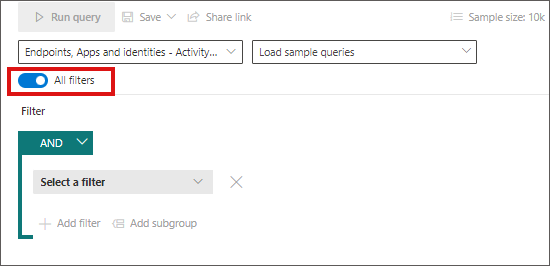 Run query Save Share link Sample size: 10k
Endpoints, Apps and identities - Activity... Load sample queries
All filters
Filter
AND
Select a filter
Add filter Add subgroup